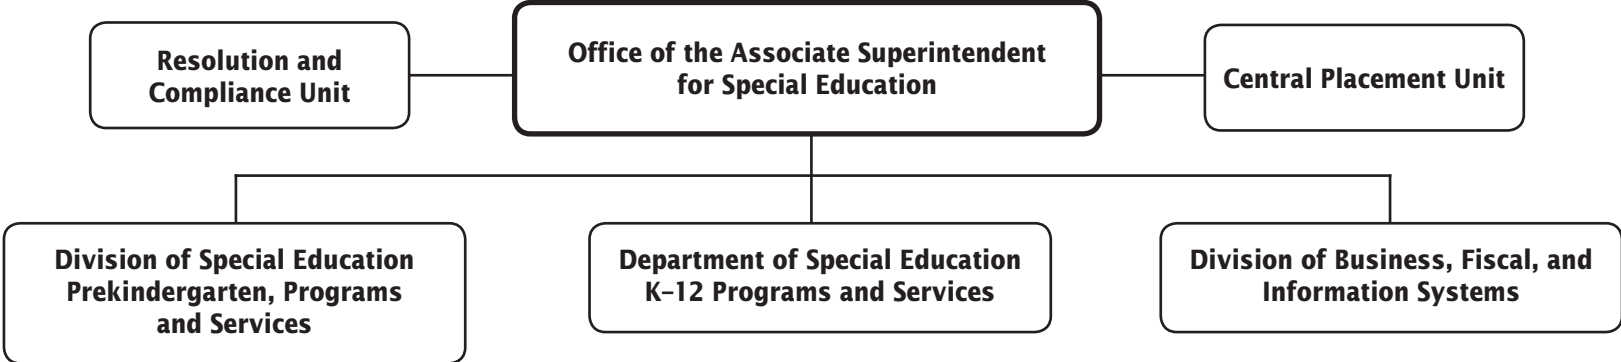 Resolution and
Compliance Unit
Office of the Associate Superintendent
for Special Education
Central Placement Unit
Division of Special Education
Prekindergarten, Programs
and Services
Department of Special Education
K–12 Programs and Services
Division of Business, Fiscal, and
Information Systems